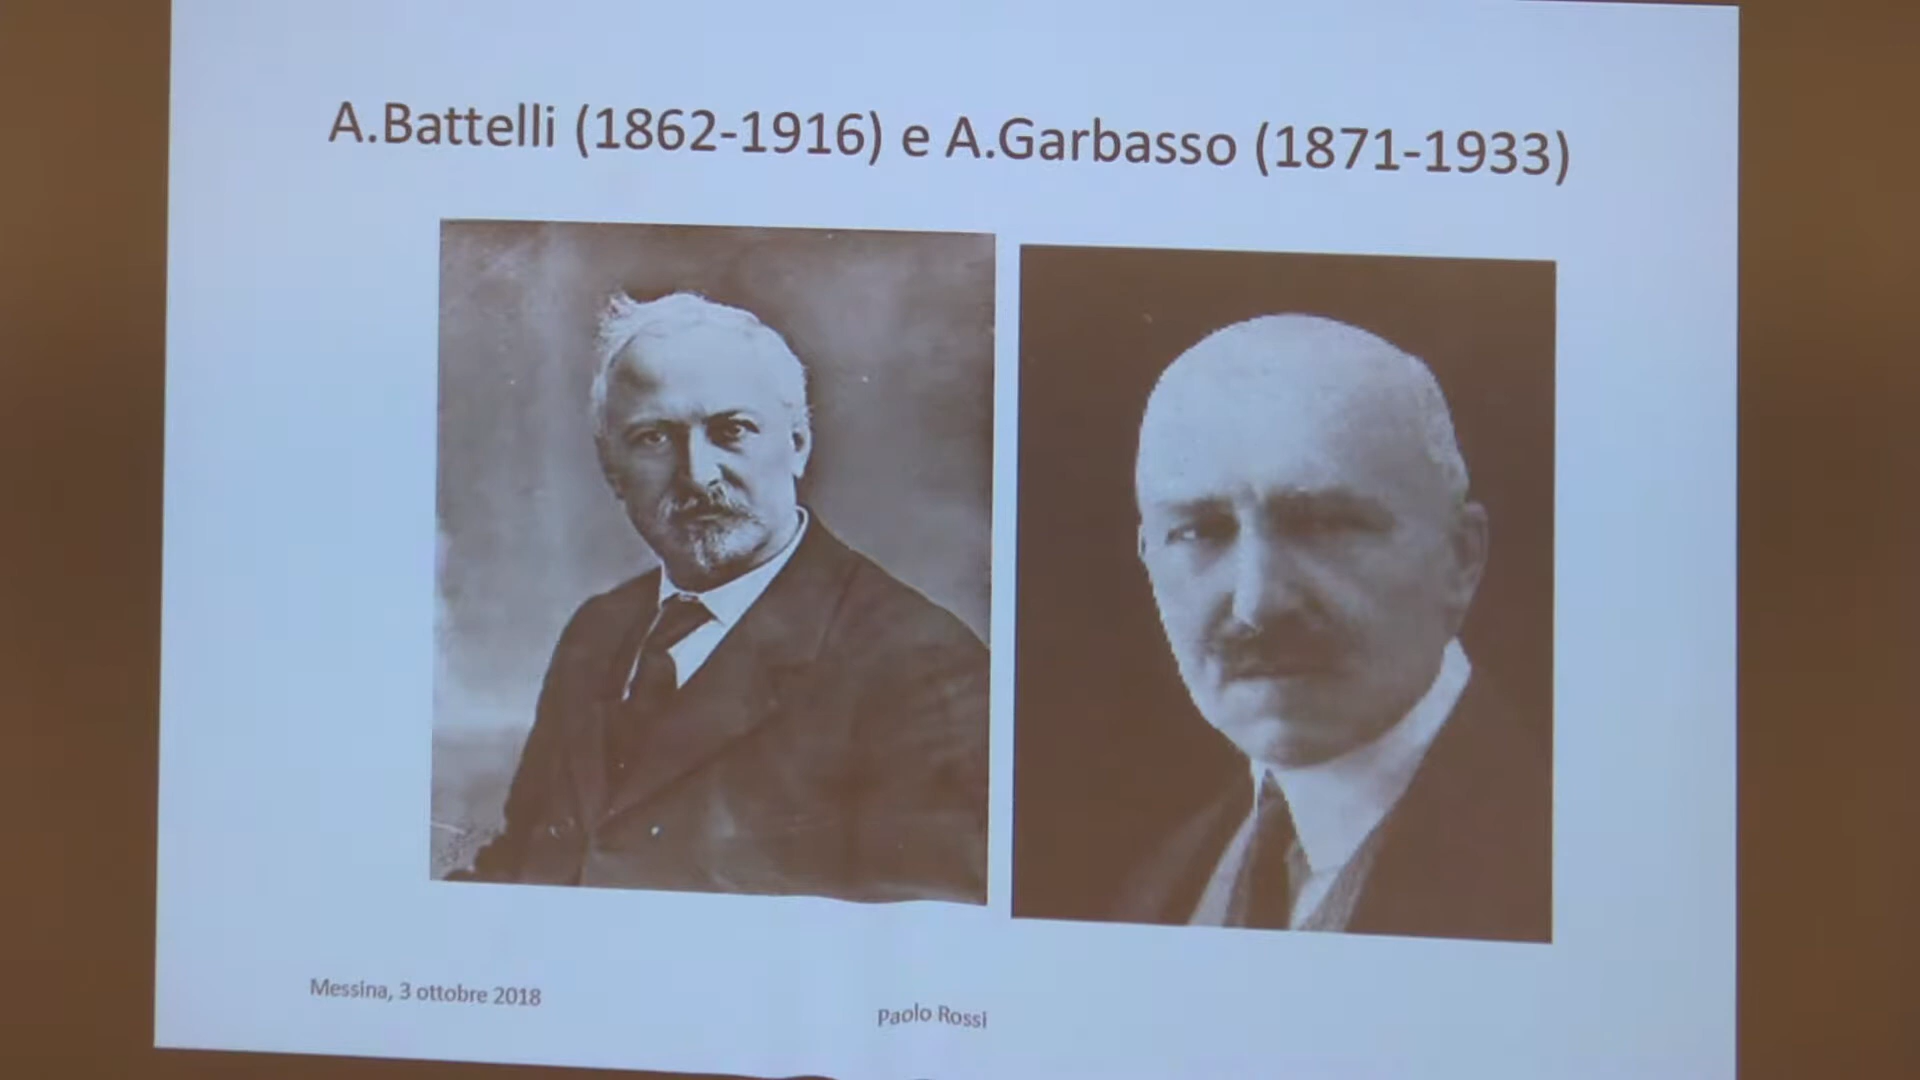 A.Battelli (1862-1916) e A.Garbasso (1871-1933)
Messina, 3 ottobre 2018
Paolo Rossi